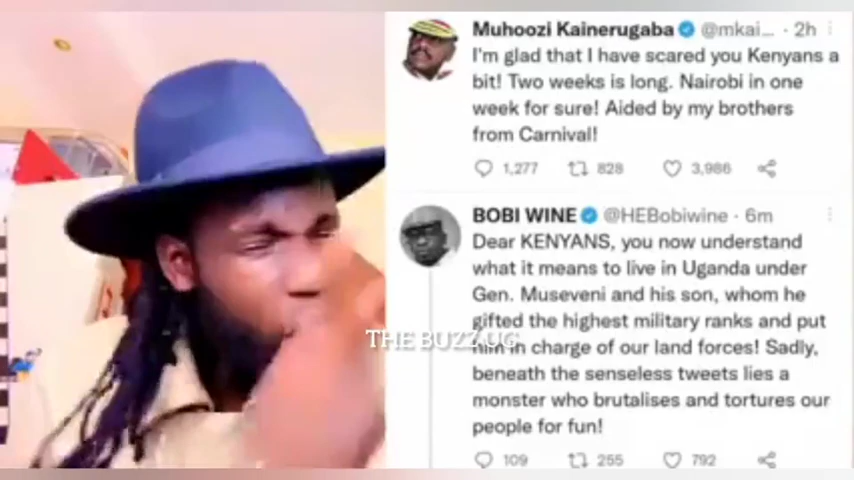 Muhoozi Kainerugaba @mkai... · 2h
I'm glad that I have scared you Kenyans a
bit! Two weeks is long. Nairobi in one
week for sure! Aided by my brothers
from Carnival!
1,277 828 3,986
BOBI WINE @HEBobiwine · 6m
Dear KENYANS, you now understand
what it means to live in Uganda under
Gen. Museveni and his son, whom he
gifted the highest military ranks and put
him in charge of our land forces! Sadly,
beneath the senseless tweets lies a
monster who brutalises and tortures our
people for fun!
109 255 792
THE BUZZ UG